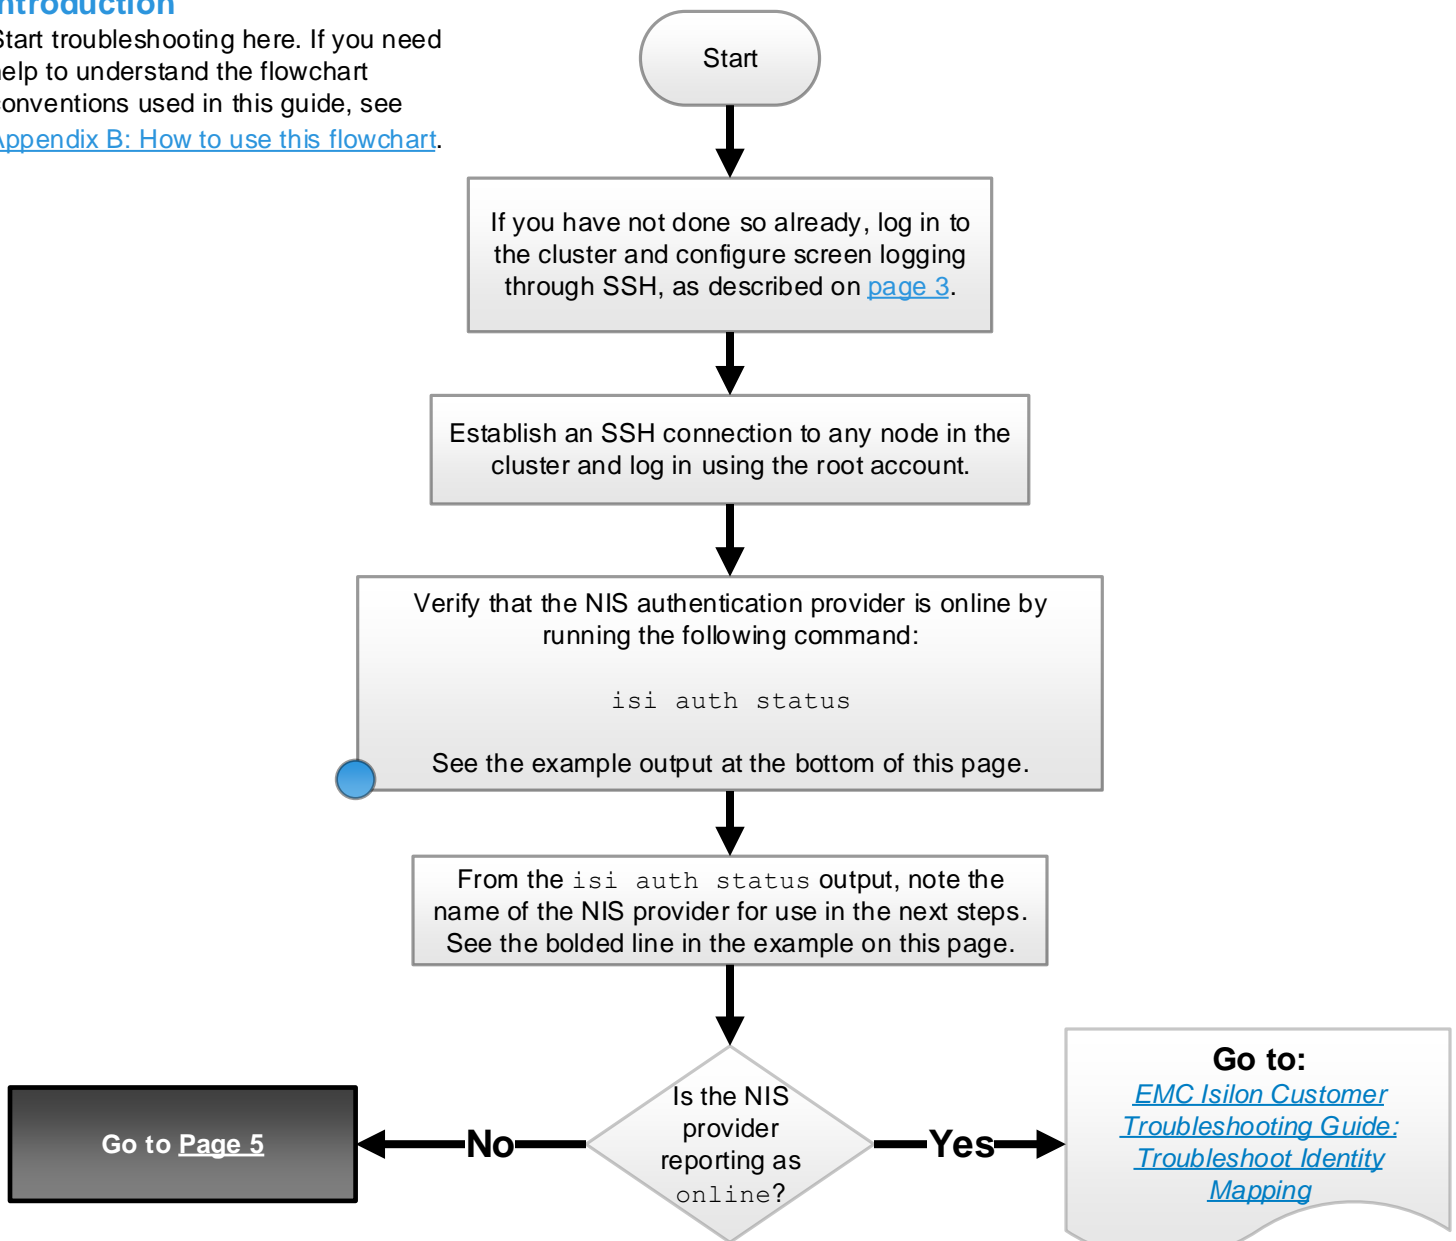 Introduction
Start troubleshooting here. If you need
help to understand the flowchart
conventions used in this guide, see
Appendix B: How to use this flowchart.
Start
If you have not done so already, log in to
the cluster and configure screen logging
through SSH, as described on page 3.
Establish an SSH connection to any node in the
cluster and log in using the root account.
Verify that the NIS authentication provider is online by
running the following command:
isi auth status
See the example output at the bottom of this page.
From the isi auth status output, note the
name of the NIS provider for use in the next steps.
See the bolded line in the example on this page.
Is the NIS
provider
reporting as
online?
No
Go to Page 5
Yes
Go to:
EMC Isilon Customer
Troubleshooting Guide:
Troubleshoot Identity
Mapping